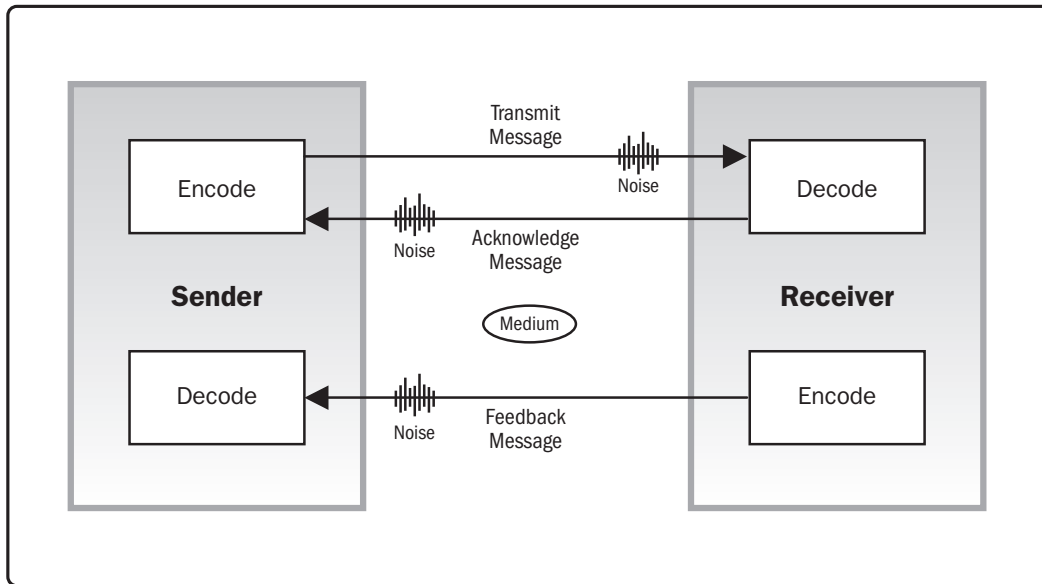 Transmit
Message
Encode
Noise
Decode
Noise
Acknowledge
Message
Sender
Receiver
Medium
Decode
Encode
Noise
Feedback
Message